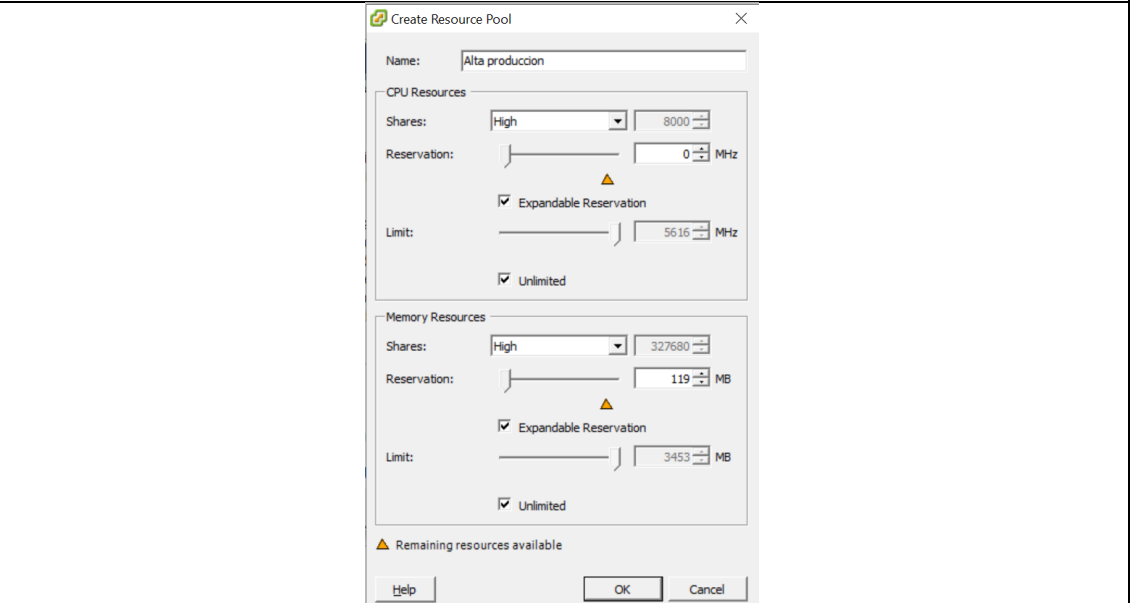 Create Resource Pool
Name: Alta produccion
CPU Resources
Shares: High 8000
Reservation: 0 MHz
Expandable Reservation
Limit: 5616 MHz
Unlimited
Memory Resources
Shares: High 327680
Reservation: 119 MB
Expandable Reservation
Limit: 3453 MB
Unlimited
Remaining resources available
Help OK Cancel